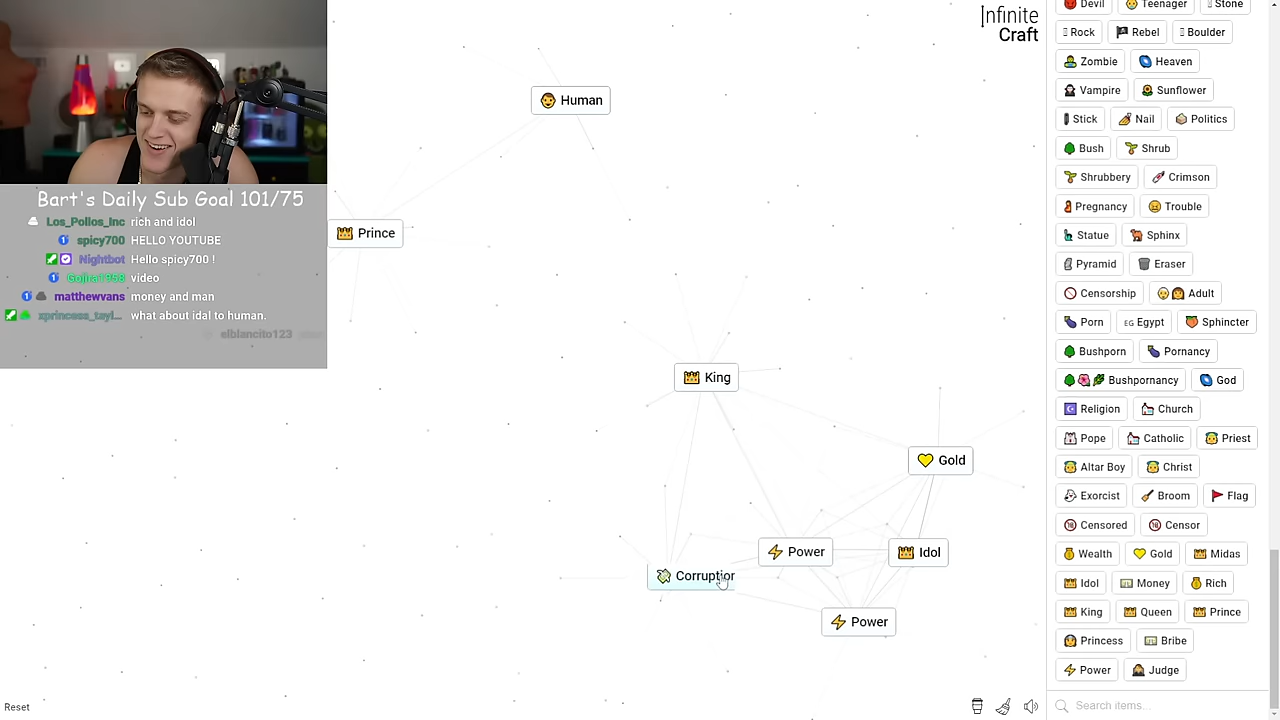 Infinite
Craft
Devil Teenager Stone
Rock Rebel Boulder
Zombie Heaven
Vampire Sunflower
Stick Nail Politics
Bush Shrub
Shrubbery Crimson
Pregnancy Trouble
Statue Sphinx
Pyramid Eraser
Censorship Adult
Porn EG Egypt Sphincter
Bushporn Pornancy
Bushpornancy God
Religion Church
Pope Catholic Priest
Altar Boy Christ
Exorcist Broom Flag
Censored Censor
Wealth Gold Midas
Idol Money Rich
King Queen Prince
Princess Bribe
Power Judge
Search items...
Human
Prince
King
Gold
Power
Idol
Corruption
Power
Reset
Bart's Daily Sub Goal 101/75
Los_Pollos_Inc rich and idol
spicy700 HELLO YOUTUBE
Nightbot Hello spicy700 !
Gojira1958 video
matthewvans money and man
xprincess_tayl... what about idal to human.
elblancito123